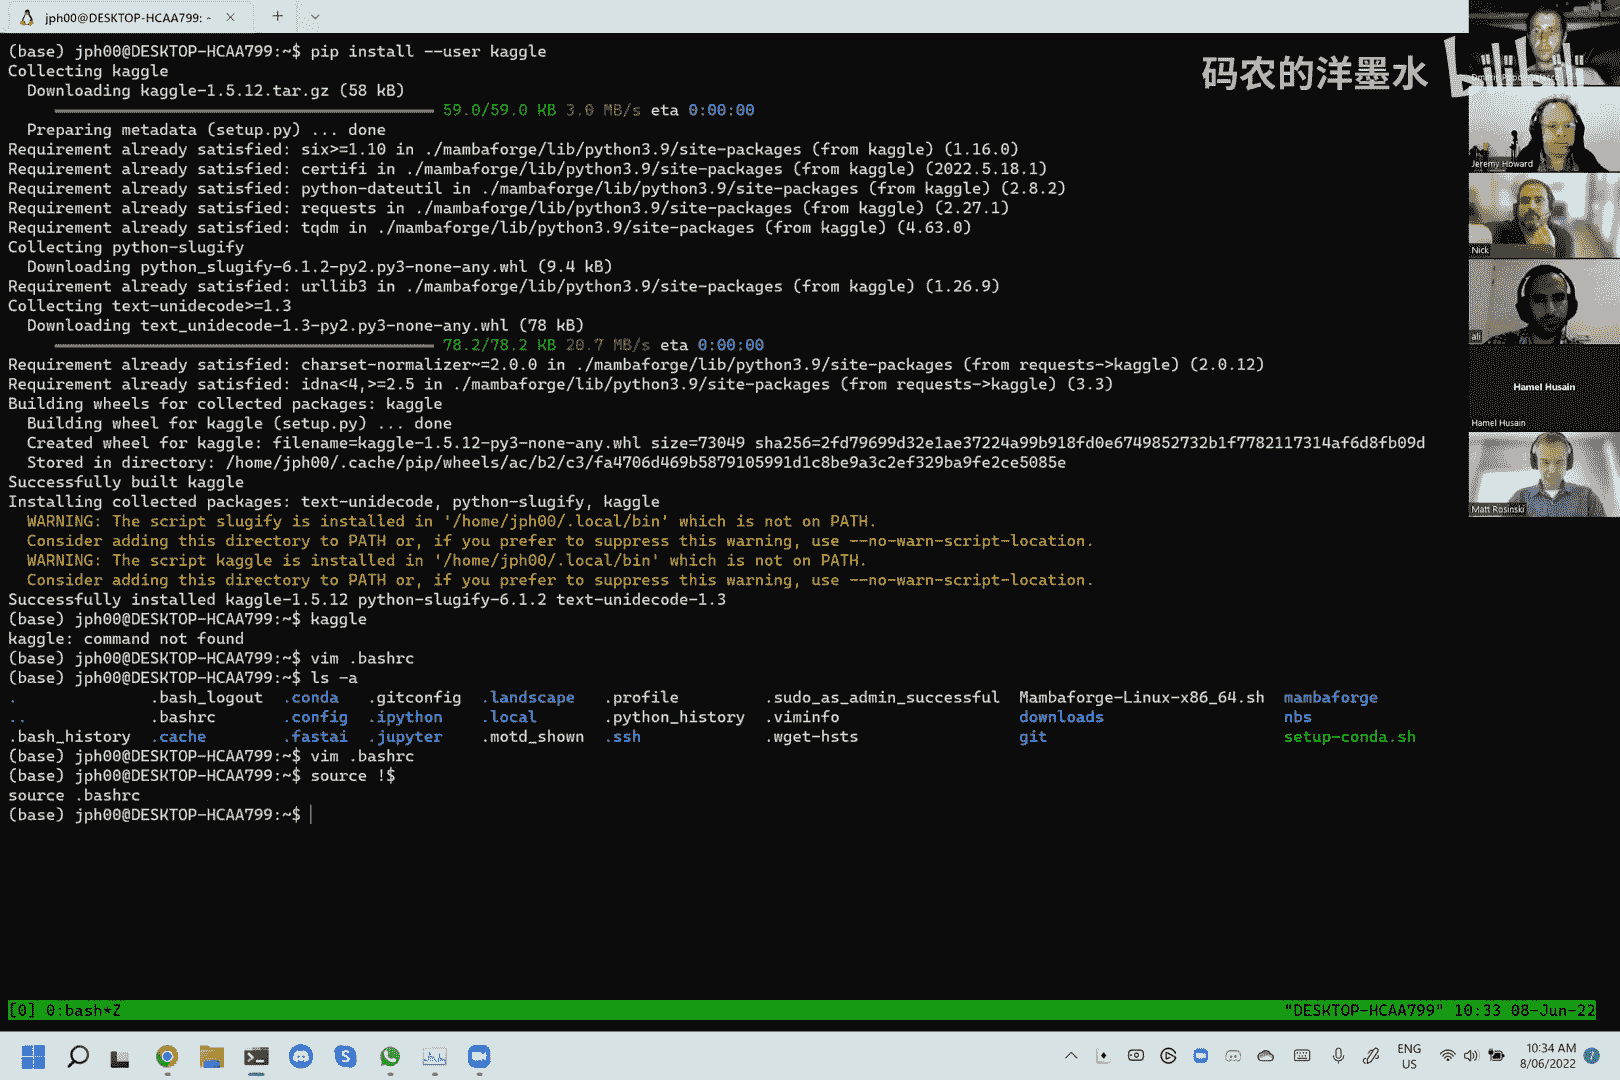 jph00@DESKTOP-HCAA799: ~
(base) jph00@DESKTOP-HCAA799:~$ pip install --user kaggle
Collecting kaggle
Downloading kaggle-1.5.12.tar.gz (58 kB)
59.0/59.0 KB 3.0 MB/s eta 0:00:00
Preparing metadata (setup.py) ... done
Requirement already satisfied: six>=1.10 in ./mambaforge/lib/python3.9/site-packages (from kaggle) (1.16.0)
Requirement already satisfied: certifi in ./mambaforge/lib/python3.9/site-packages (from kaggle) (2022.5.18.1)
Requirement already satisfied: python-dateutil in ./mambaforge/lib/python3.9/site-packages (from kaggle) (2.8.2)
Requirement already satisfied: requests in ./mambaforge/lib/python3.9/site-packages (from kaggle) (2.27.1)
Requirement already satisfied: tqdm in ./mambaforge/lib/python3.9/site-packages (from kaggle) (4.63.0)
Collecting python-slugify
Downloading python_slugify-6.1.2-py2.py3-none-any.whl (9.4 kB)
Requirement already satisfied: urllib3 in ./mambaforge/lib/python3.9/site-packages (from kaggle) (1.26.9)
Collecting text-unidecode>=1.3
Downloading text_unidecode-1.3-py2.py3-none-any.whl (78 kB)
78.2/78.2 KB 20.7 MB/s eta 0:00:00
Requirement already satisfied: charset-normalizer~=2.0.0 in ./mambaforge/lib/python3.9/site-packages (from requests->kaggle) (2.0.12)
Requirement already satisfied: idna<4,>=2.5 in ./mambaforge/lib/python3.9/site-packages (from requests->kaggle) (3.3)
Building wheels for collected packages: kaggle
Building wheel for kaggle (setup.py) ... done
Created wheel for kaggle: filename=kaggle-1.5.12-py3-none-any.whl size=73049 sha256=2fd79699d32e1ae37224a99b918fd0e6749852732b1f7782117314af6d8fb09d
Stored in directory: /home/jph00/.cache/pip/wheels/ac/b2/c3/fa4706d469b5879105991d1c8be9a3c2ef329ba9fe2ce5085e
Successfully built kaggle
Installing collected packages: text-unidecode, python-slugify, kaggle
WARNING: The script slugify is installed in '/home/jph00/.local/bin' which is not on PATH.
Consider adding this directory to PATH or, if you prefer to suppress this warning, use --no-warn-script-location.
WARNING: The script kaggle is installed in '/home/jph00/.local/bin' which is not on PATH.
Consider adding this directory to PATH or, if you prefer to suppress this warning, use --no-warn-script-location.
Successfully installed kaggle-1.5.12 python-slugify-6.1.2 text-unidecode-1.3
(base) jph00@DESKTOP-HCAA799:~$ kaggle
kaggle: command not found
(base) jph00@DESKTOP-HCAA799:~$ vim .bashrc
(base) jph00@DESKTOP-HCAA799:~$ ls -a
. .bash_logout .conda .gitconfig .landscape .profile .sudo_as_admin_successful Mambaforge-Linux-x86_64.sh mambaforge
.. .bashrc .config .ipython .local .python_history .viminfo downloads nbs
.bash_history .cache .fastai .jupyter .motd_shown .ssh .wget-hsts git setup-conda.sh
(base) jph00@DESKTOP-HCAA799:~$ vim .bashrc
(base) jph00@DESKTOP-HCAA799:~$ source !$
source .bashrc
(base) jph00@DESKTOP-HCAA799:~$
[0] 0:bash*Z "DESKTOP-HCAA799" 10:33 08-Jun-22
码农的洋墨水
bilibili
Jeremy Howard
Nick
ali
Hamel Husain
Hamel Husain
Matt Rosinski
ENG
US
10:34 AM
8/06/2022